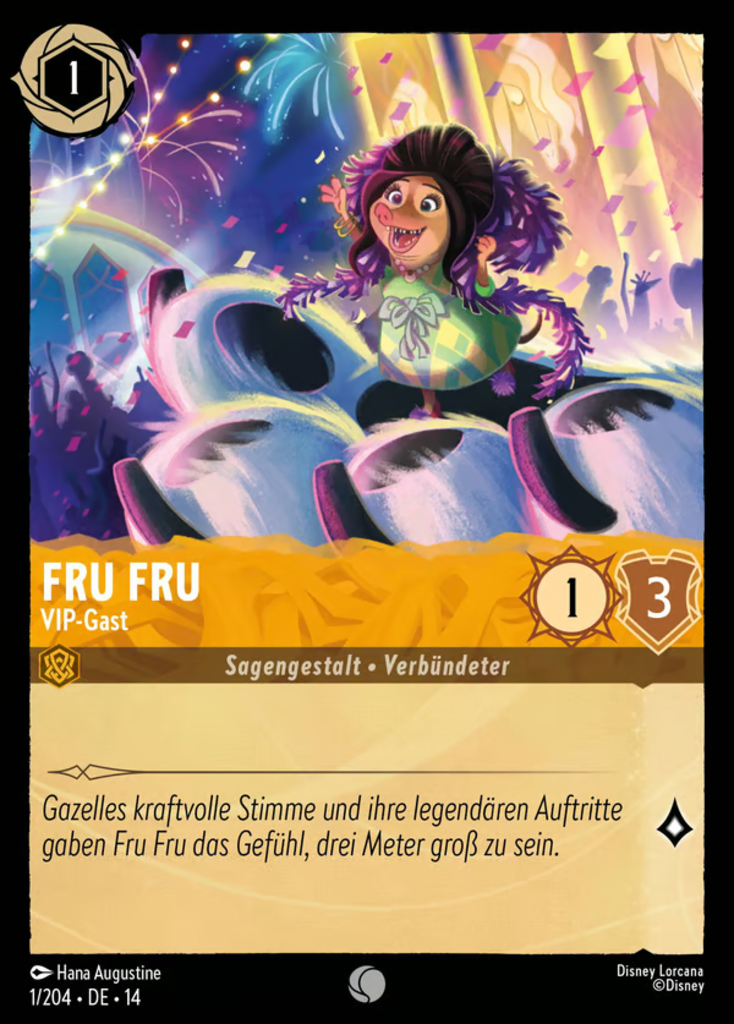 1
FRU FRU
VIP-Gast
1
3
Sagengestalt • Verbündeter
Gazelles kraftvolle Stimme und ihre legendären Auftritte
gaben Fru Fru das Gefühl, drei Meter groß zu sein.
Hana Augustine
Disney Lorcana
1/204 • DE • 14
©Disney